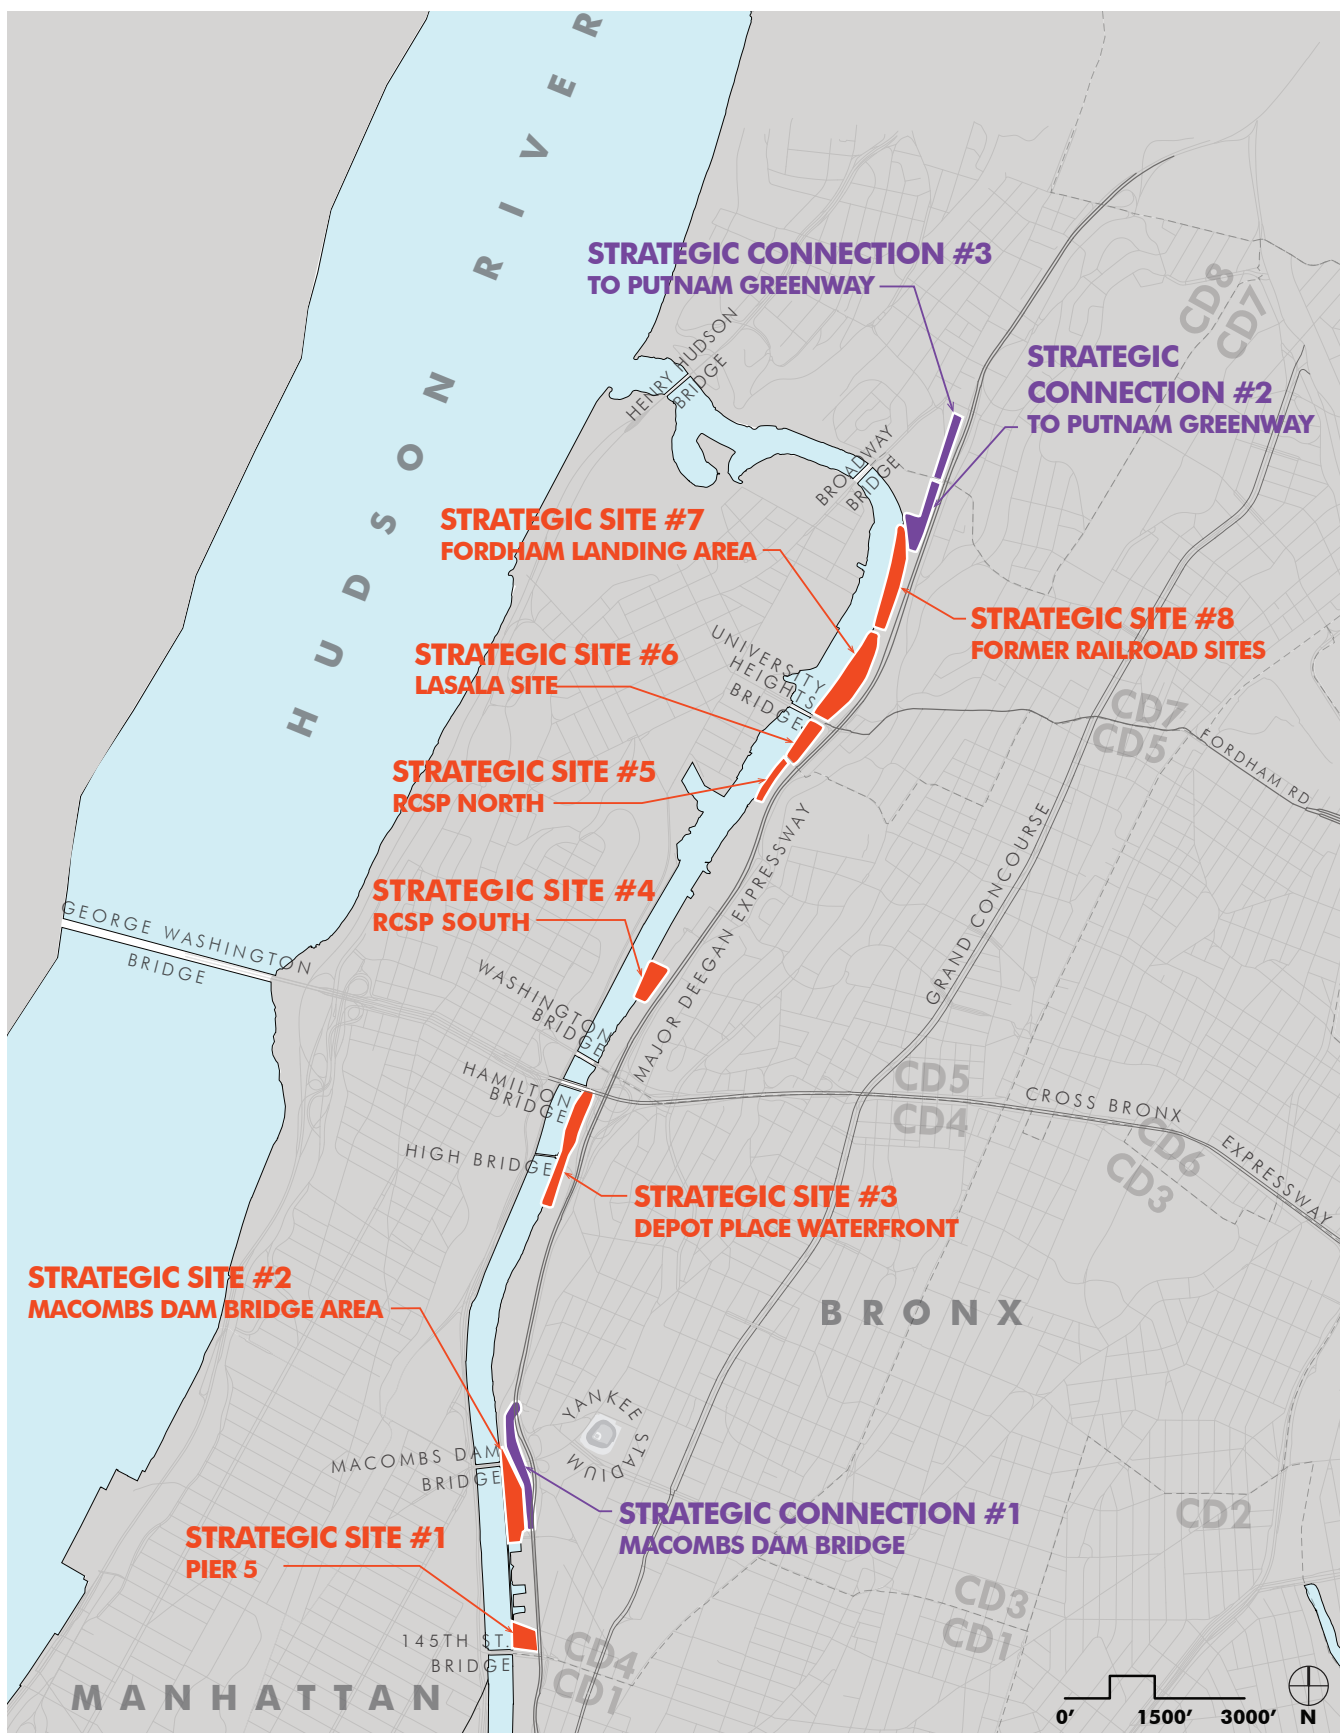 HUDSON RIVER
STRATEGIC CONNECTION #3
TO PUTNAM GREENWAY
CD8
CD7
HENRY HUDSON
BRIDGE
STRATEGIC
CONNECTION #2
TO PUTNAM GREENWAY
BROADWAY
BRIDGE
STRATEGIC SITE #7
FORDHAM LANDING AREA
STRATEGIC SITE #8
FORMER RAILROAD SITES
UNIVERSITY
HEIGHTS
BRIDGE
STRATEGIC SITE #6
LASALA SITE
CD7
CD5
FORDHAM RD
STRATEGIC SITE #5
RCSP NORTH
MAJOR DEEGAN EXPRESSWAY
GRAND CONCOURSE
STRATEGIC SITE #4
RCSP SOUTH
GEORGE WASHINGTON
BRIDGE
WASHINGTON
BRIDGE
HAMILTON
BRIDGE
CD5
CD4
CROSS BRONX
EXPRESSWAY
CD6
CD3
HIGH BRIDGE
STRATEGIC SITE #3
DEPOT PLACE WATERFRONT
STRATEGIC SITE #2
MACOMBS DAM BRIDGE AREA
BRONX
YANKEE
STADIUM
MACOMBS DAM
BRIDGE
STRATEGIC CONNECTION #1
MACOMBS DAM BRIDGE
CD2
STRATEGIC SITE #1
PIER 5
CD3
CD1
145TH ST.
BRIDGE
CD4
CD1
MANHATTAN
0' 1500' 3000' N